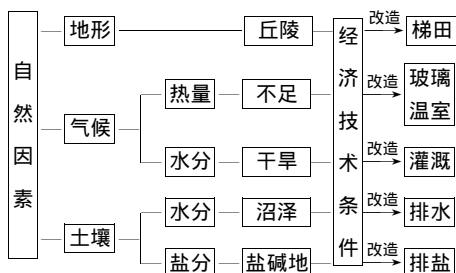 自然因素
地形
丘陵
改造
梯田
气候
热量
不足
改造
玻璃
温室
水分
干旱
改造
灌溉
土壤
水分
沼泽
改造
排水
盐分
盐碱地
改造
排盐
经济技术条件